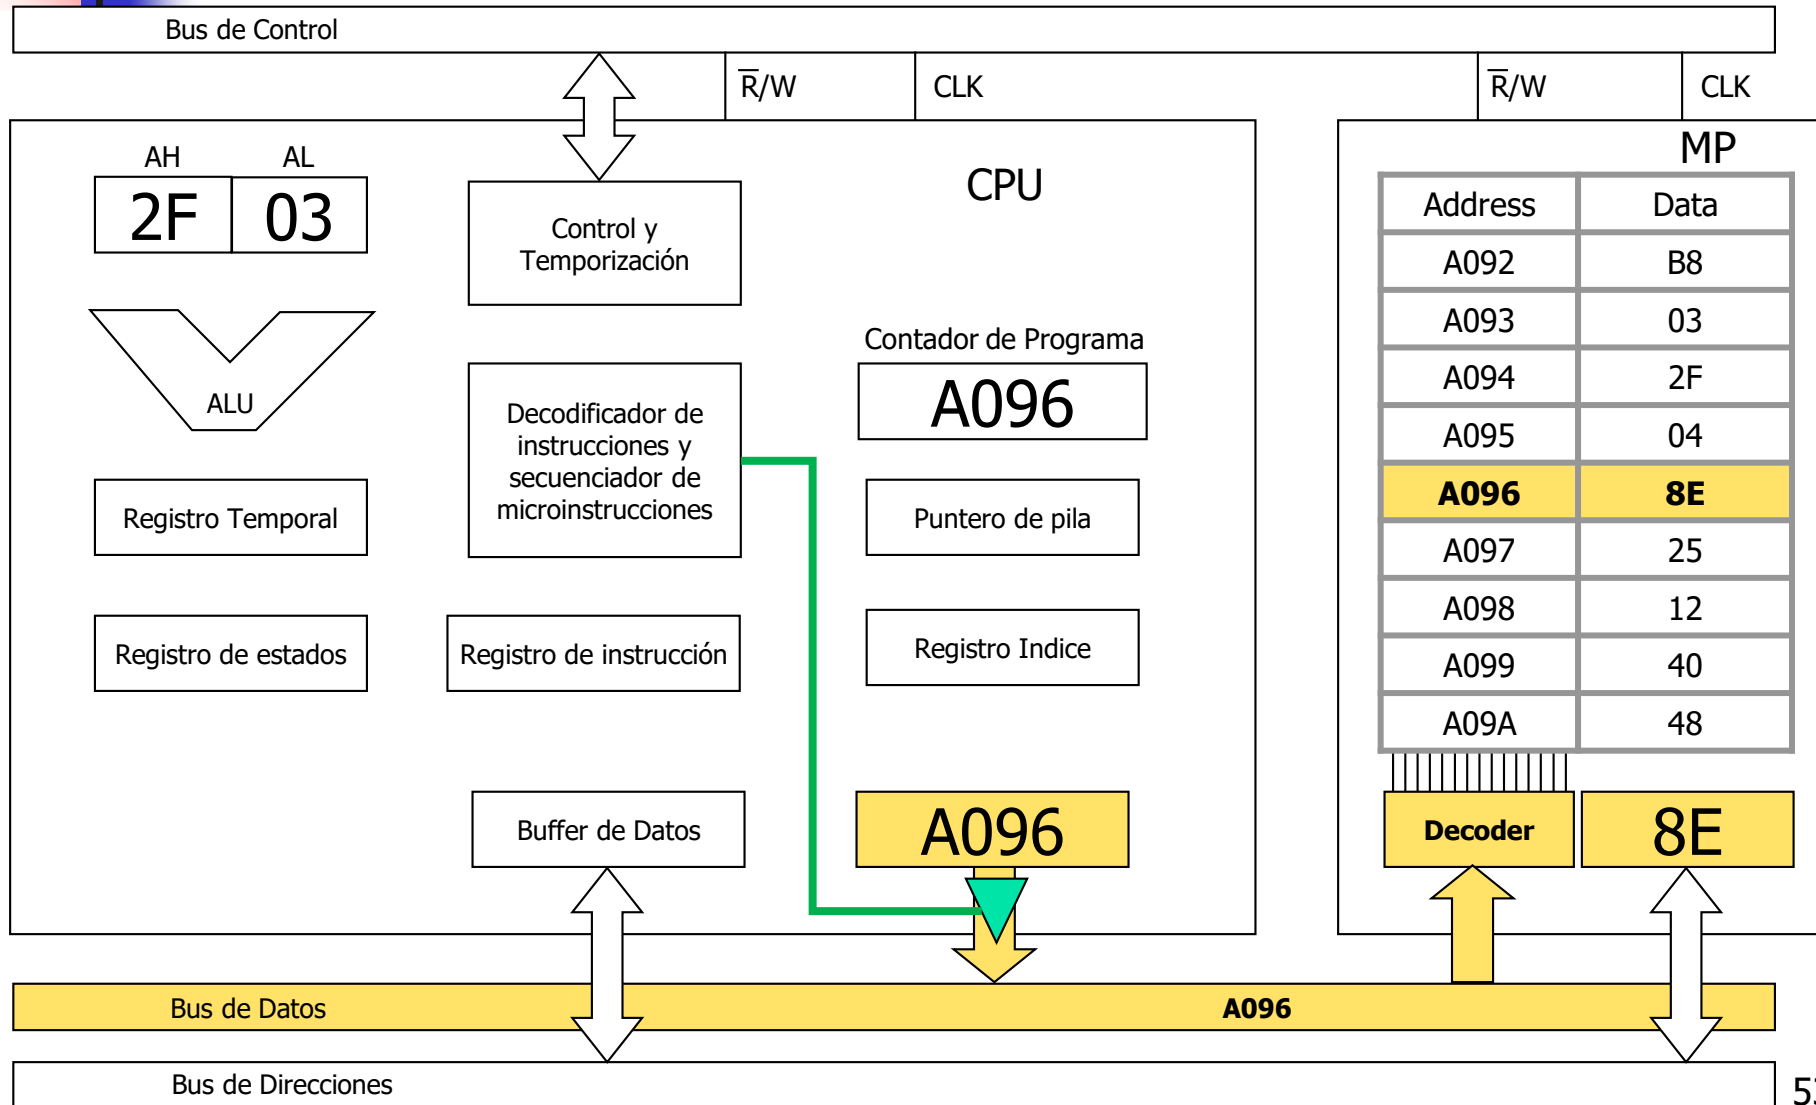 Bus de Control
R̅/W
CLK
R̅/W
CLK
AH
AL
2F
03
Control y
Temporización
CPU
MP
Address Data
A092 B8
A093 03
A094 2F
A095 04
A096 8E
A097 25
A098 12
A099 40
A09A 48
ALU
Decodificador de
instrucciones y
secuenciador de
microinstrucciones
Contador de Programa
A096
Registro Temporal
Puntero de pila
Registro de estados
Registro de instrucción
Registro Indice
Buffer de Datos
A096
Decoder
8E
Bus de Datos
A096
Bus de Direcciones